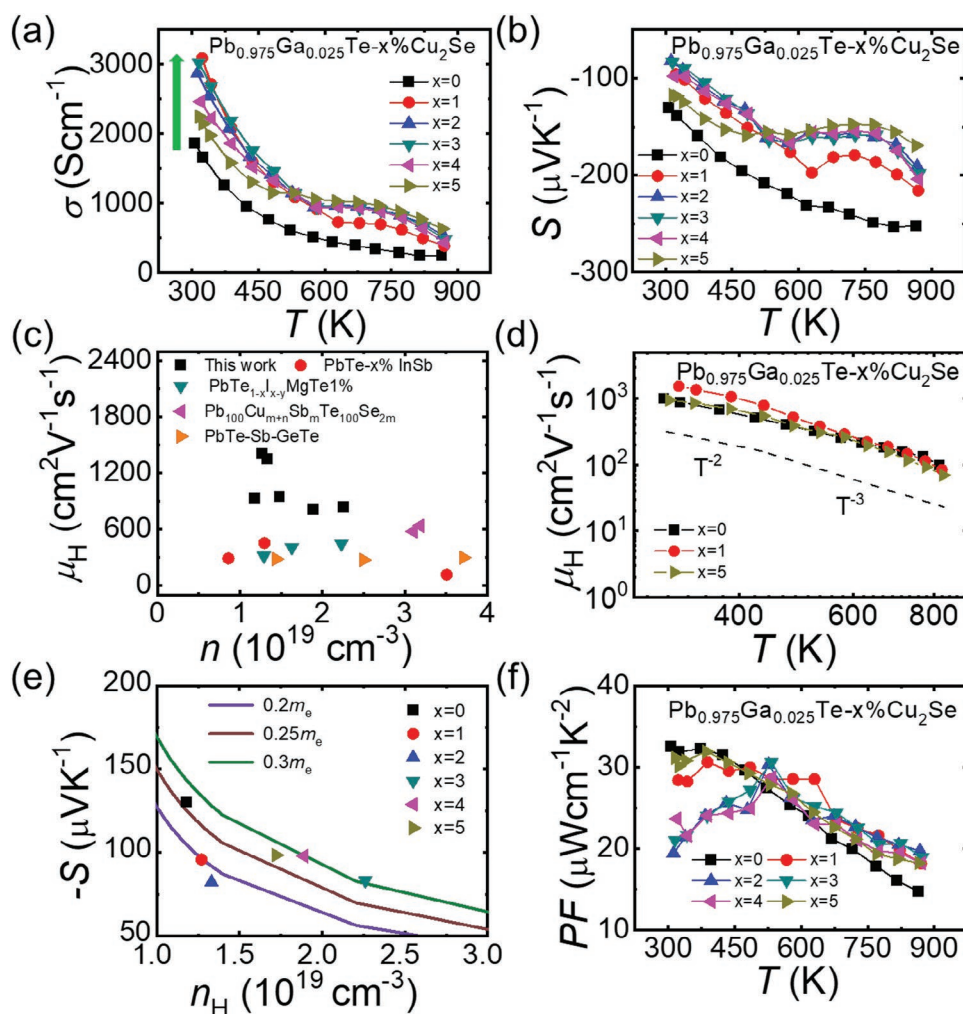 (a)
Pb0.975Ga0.025Te-x%Cu2Se
x=0
x=1
x=2
x=3
x=4
x=5
3000
2000
1000
0
σ (Scm-1)
300 450 600 750 900
T (K)
(b)
Pb0.975Ga0.025Te-x%Cu2Se
x=0
x=1
x=2
x=3
x=4
x=5
-100
-200
-300
S (μVK-1)
300 450 600 750 900
T (K)
(c)
This work
PbTe-x% InSb
PbTe1-xIx-yMgTe1%
Pb100Cum+nSbmTe100Se2m
PbTe-Sb-GeTe
2400
1800
1200
600
0
μH (cm2V-1s-1)
0 1 2 3 4
n (1019 cm-3)
(d)
Pb0.975Ga0.025Te-x%Cu2Se
T-2
T-3
x=0
x=1
x=5
103
102
101
100
μH (cm2V-1s-1)
400 600 800
T (K)
(e)
0.2me
0.25me
0.3me
x=0
x=1
x=2
x=3
x=4
x=5
200
150
100
50
-S (μVK-1)
1.0 1.5 2.0 2.5 3.0
nH (1019 cm-3)
(f)
Pb0.975Ga0.025Te-x%Cu2Se
x=0 x=1
x=2 x=3
x=4 x=5
40
30
20
10
PF (μWcm-1K-2)
300 450 600 750 900
T (K)